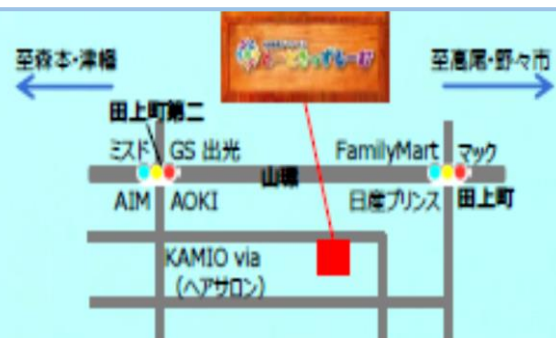 至森本・津幡
至高尾・野々市
田上町第二
ミスド
GS 出光
FamilyMart
マック
山環
AIM
AOKI
日産プリンス
田上町
KAMIO via
(ヘアサロン)